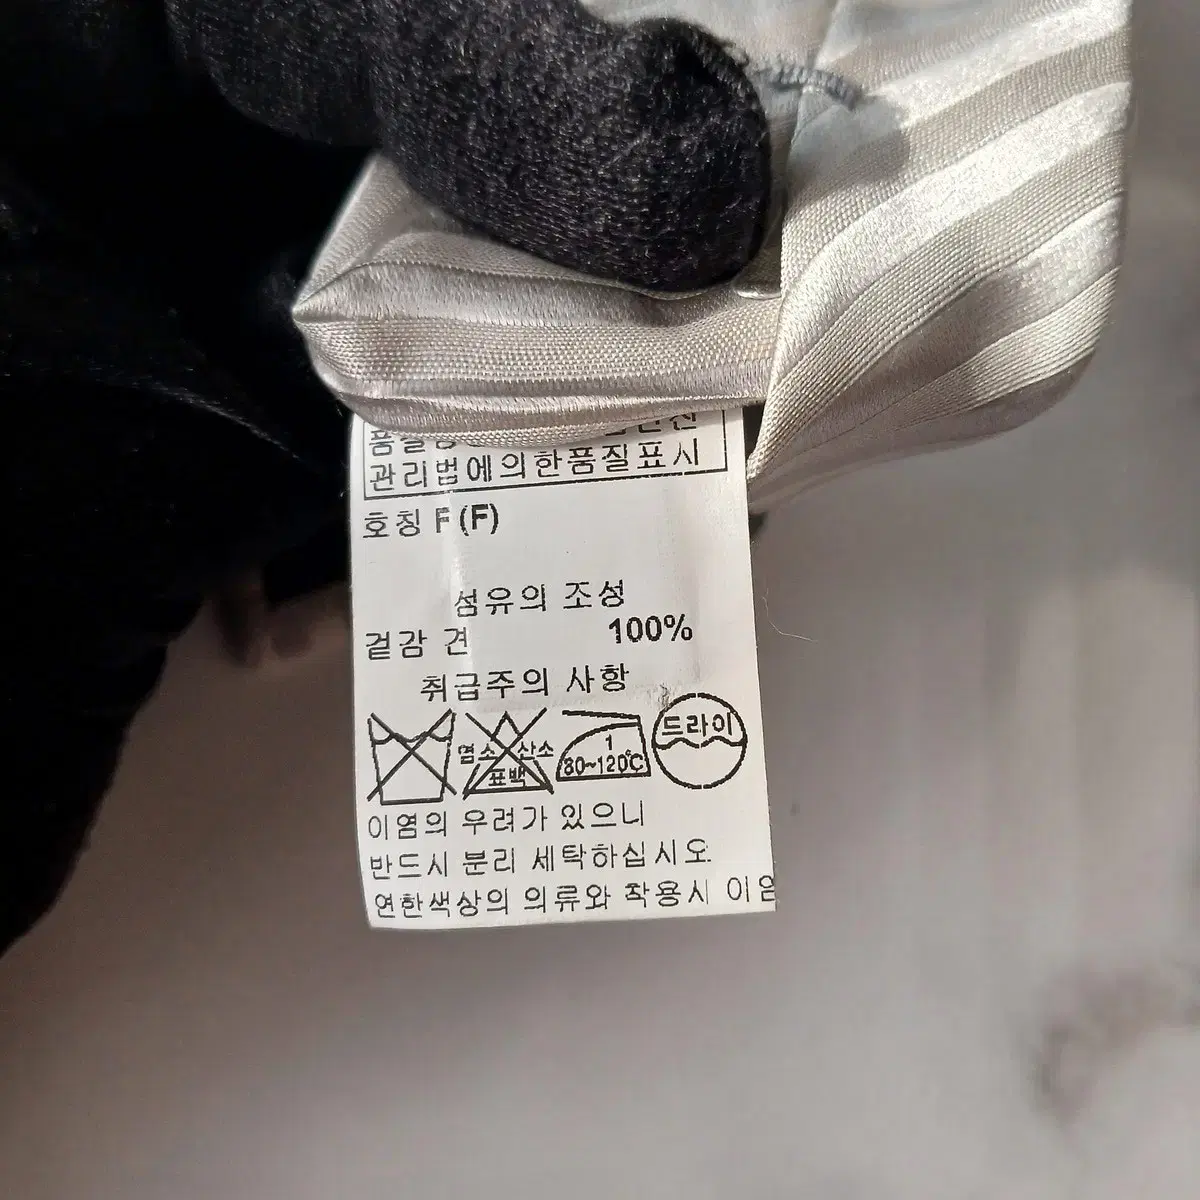 관리법에의한품질표시
호칭 F (F)
섬유의 조성
겉감 견 100%
취급주의 사항
염소 산소
표백
1
80~120℃
드라이
이염의 우려가 있으니
반드시 분리 세탁하십시오.
연한색상의 의류와 착용시 이염